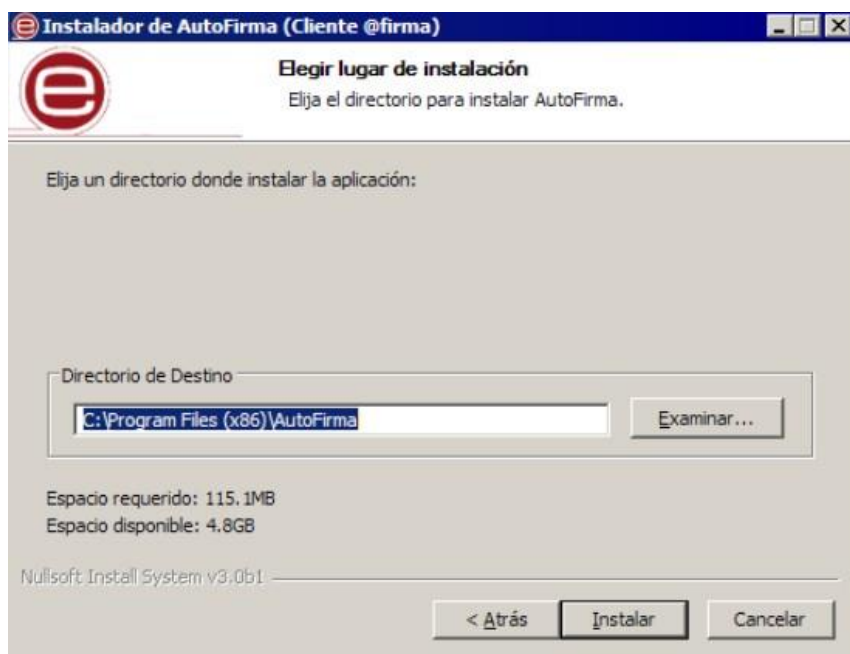 Instalador de AutoFirma (Cliente @firma)
Elegir lugar de instalación
Elija el directorio para instalar AutoFirma.
Elija un directorio donde instalar la aplicación:
Directorio de Destino
C:\Program Files (x86)\AutoFirma
Examinar...
Espacio requerido: 115.1MB
Espacio disponible: 4.8GB
Nullsoft Install System v3.0b1
< Atrás Instalar Cancelar